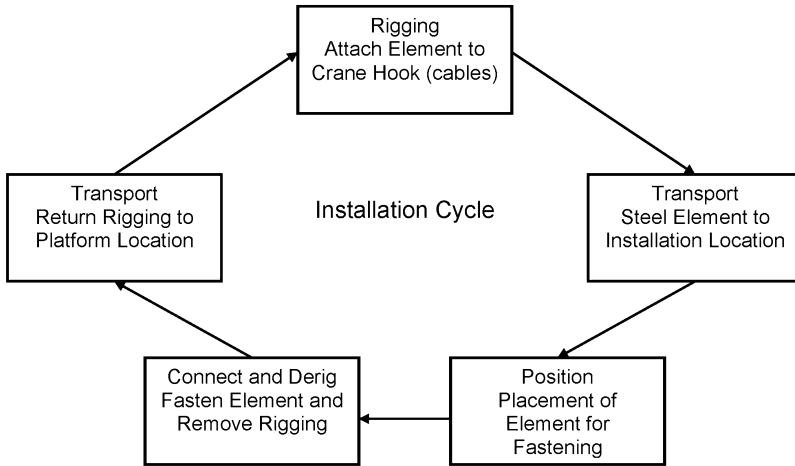 Rigging
Attach Element to
Crane Hook (cables)
Transport
Steel Element to
Installation Location
Position
Placement of
Element for
Fastening
Connect and Derig
Fasten Element and
Remove Rigging
Transport
Return Rigging to
Platform Location
Installation Cycle